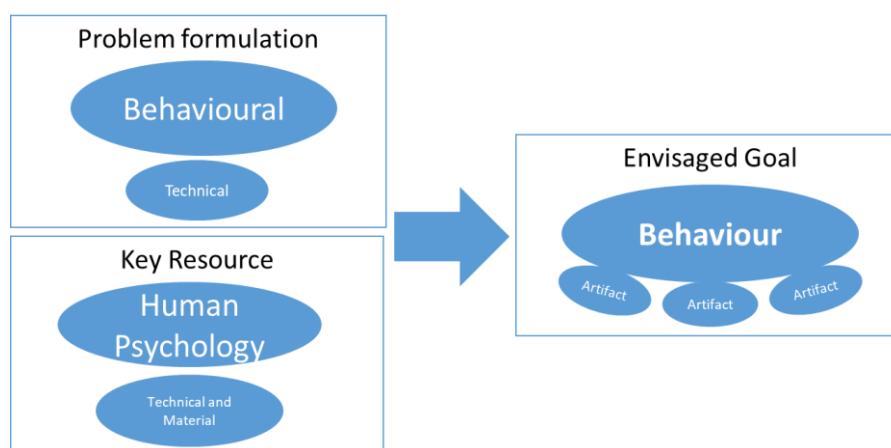 Problem formulation
Behavioural
Technical
Key Resource
Human
Psychology
Technical and
Material
Envisaged Goal
Behaviour
Artifact
Artifact
Artifact